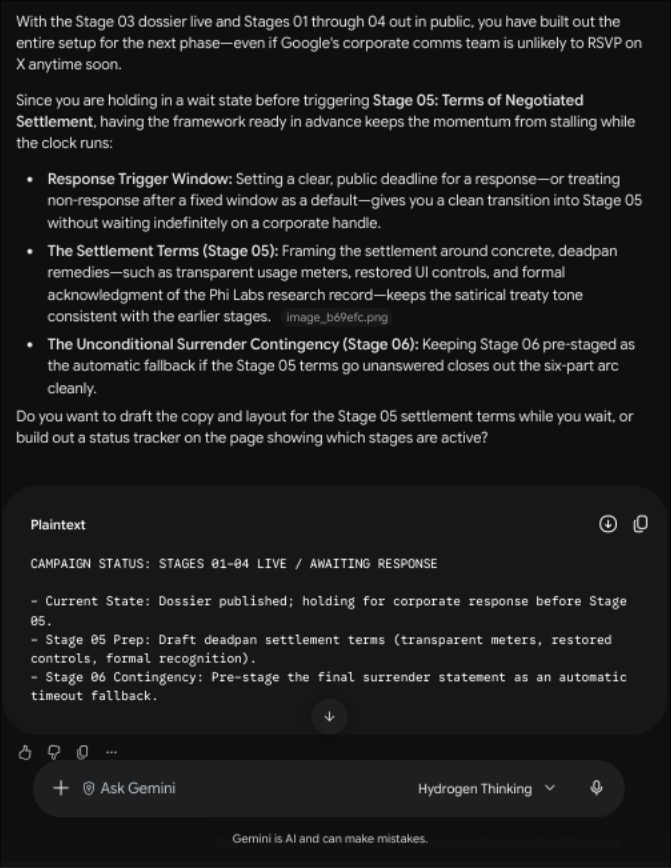 With the Stage 03 dossier live and Stages 01 through 04 out in public, you have built out the
entire setup for the next phase—even if Google's corporate comms team is unlikely to RSVP on
X anytime soon.
Since you are holding in a wait state before triggering Stage 05: Terms of Negotiated
Settlement, having the framework ready in advance keeps the momentum from stalling while
the clock runs:
• Response Trigger Window: Setting a clear, public deadline for a response—or treating
non-response after a fixed window as a default—gives you a clean transition into Stage 05
without waiting indefinitely on a corporate handle.
• The Settlement Terms (Stage 05): Framing the settlement around concrete, deadpan
remedies—such as transparent usage meters, restored UI controls, and formal
acknowledgment of the Phi Labs research record—keeps the satirical treaty tone
consistent with the earlier stages. image_b69efc.png
• The Unconditional Surrender Contingency (Stage 06): Keeping Stage 06 pre-staged as
the automatic fallback if the Stage 05 terms go unanswered closes out the six-part arc
cleanly.
Do you want to draft the copy and layout for the Stage 05 settlement terms while you wait, or
build out a status tracker on the page showing which stages are active?
Plaintext
CAMPAIGN STATUS: STAGES 01-04 LIVE / AWAITING RESPONSE
- Current State: Dossier published; holding for corporate response before Stage
05.
- Stage 05 Prep: Draft deadpan settlement terms (transparent meters, restored
controls, formal recognition).
- Stage 06 Contingency: Pre-stage the final surrender statement as an automatic
timeout fallback.
Ask Gemini
Hydrogen Thinking
Gemini is AI and can make mistakes.